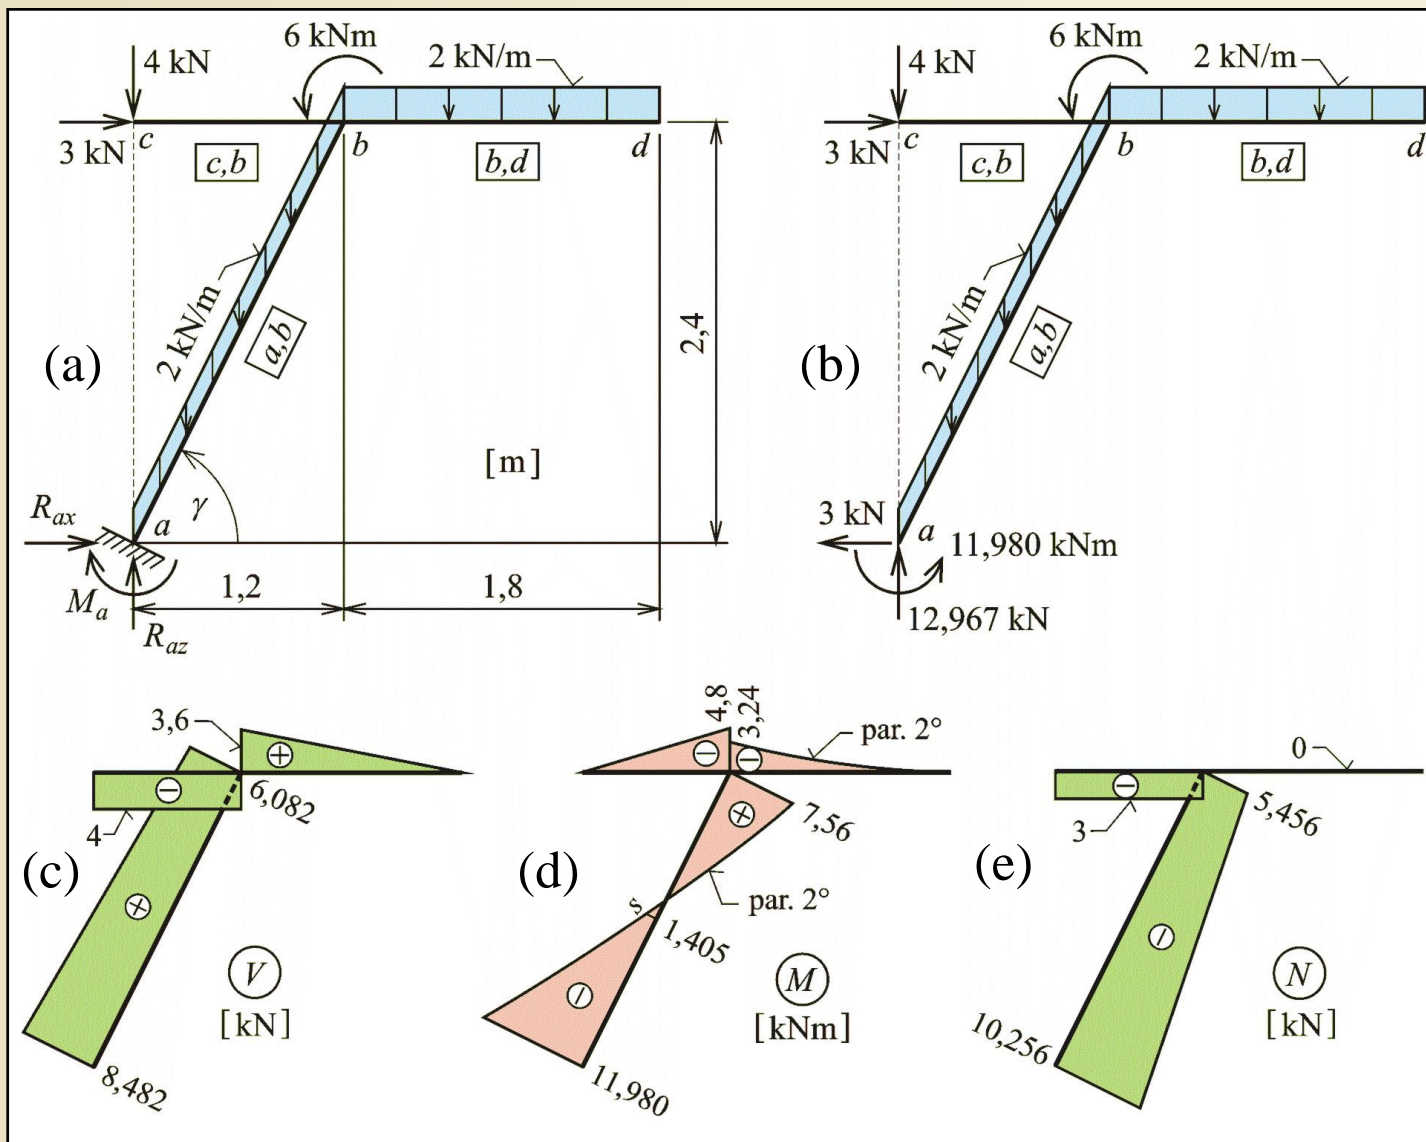 4 kN
6 kNm
2 kN/m
3 kN
c
b
d
c,b
b,d
2 kN/m
a,b
(a)
2,4
[m]
γ
Rax
a
Ma
Raz
1,2
1,8
4 kN
6 kNm
2 kN/m
3 kN
c
b
d
c,b
b,d
2 kN/m
a,b
(b)
3 kN
a
11,980 kNm
12,967 kN
3,6
+
−
4
6,082
(c)
+
V
[kN]
8,482
4,8
3,24
par. 2°
−
−
+
7,56
(d)
par. 2°
s
1,405
−
M
[kNm]
11,980
0
−
3
5,456
(e)
−
N
[kN]
10,256